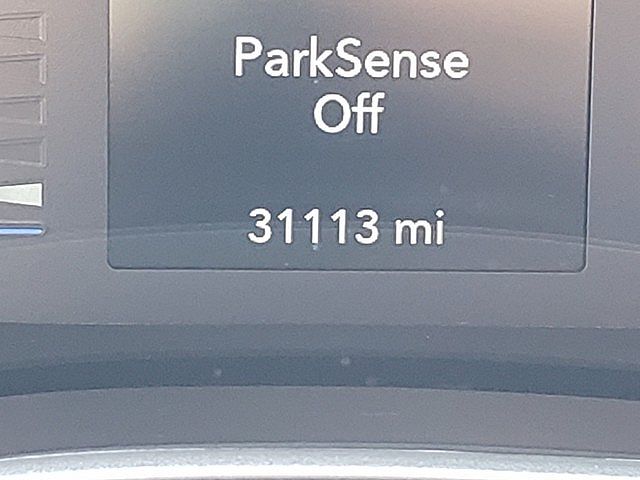 ParkSense
Off
31113 mi